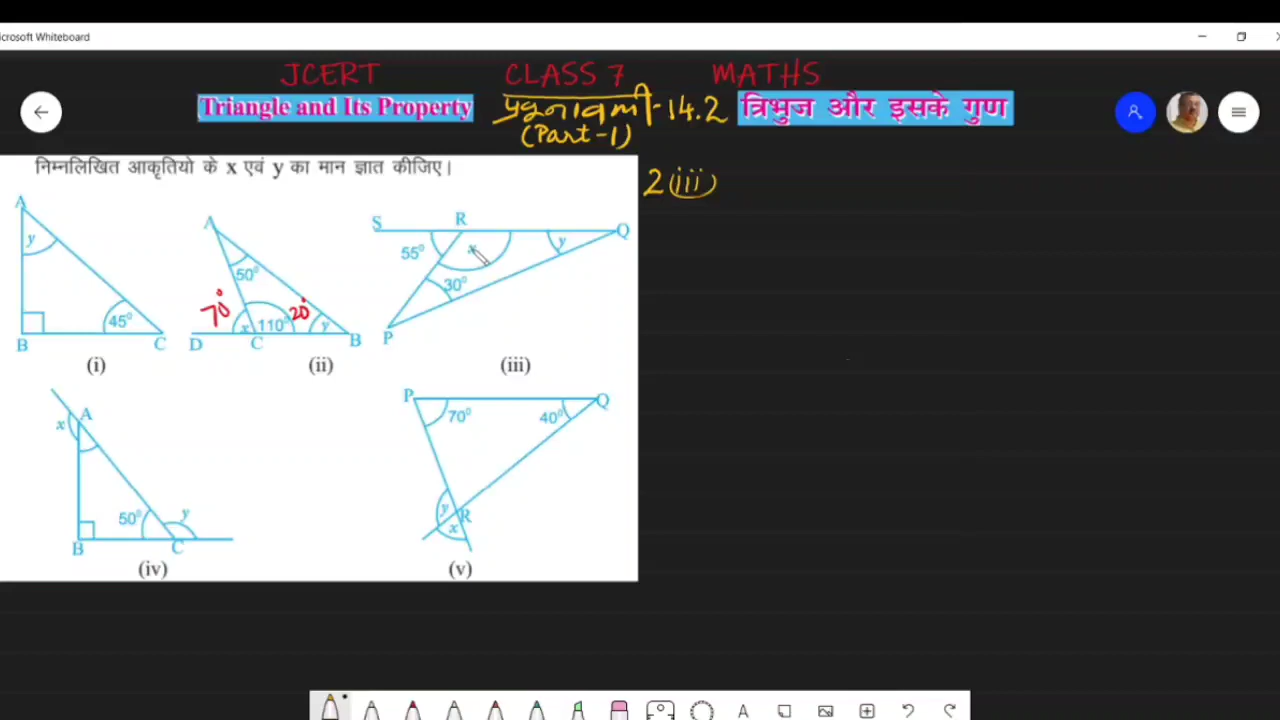 icrosoft Whiteboard
JCERT CLASS 7 MATHS
Triangle and Its Property प्रश्नावली-14.2 त्रिभुज और इसके गुण
(Part-1)
निम्नलिखित आकृतियो के x एवं y का मान ज्ञात कीजिए।
2(iii)
A
y
45°
B C
(i)
A
50°
70° 20°
x 110° y
D C B
(ii)
S R Q
55° x y
30°
P
(iii)
A
x
50° y
B C
(iv)
P Q
70° 40°
y R
x
(v)
A